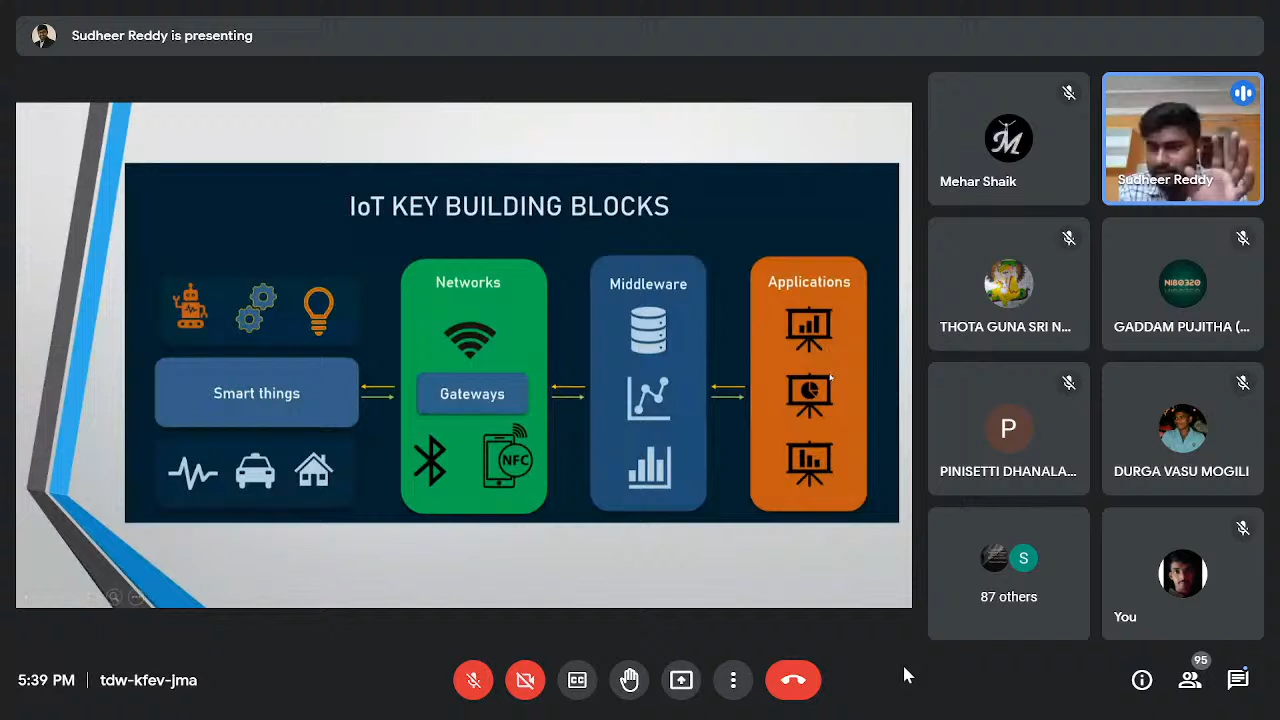 Sudheer Reddy is presenting
IoT KEY BUILDING BLOCKS
Smart things
Networks
Gateways
NFC
Middleware
Applications
M
Mehar Shaik
Sudheer Reddy
THOTA GUNA SRI N...
NI80320
GADDAM PUJITHA (...
P
PINISETTI DHANALA...
DURGA VASU MOGILI
S
87 others
You
5:39 PM | tdw-kfev-jma
CC
95